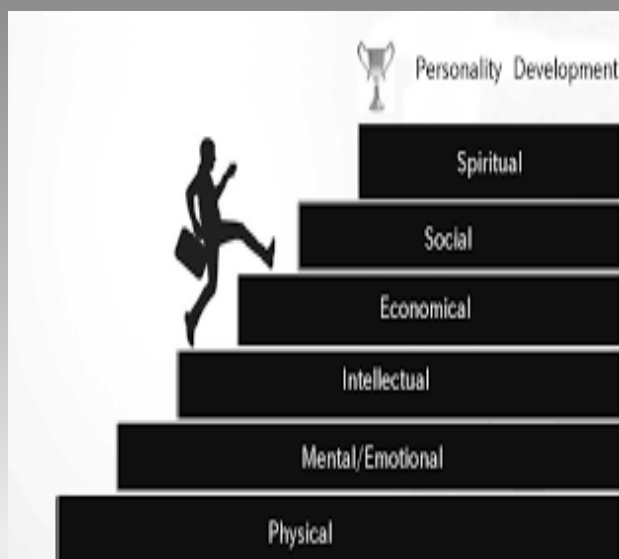 Personality Development
Spiritual
Social
Economical
Intellectual
Mental/Emotional
Physical